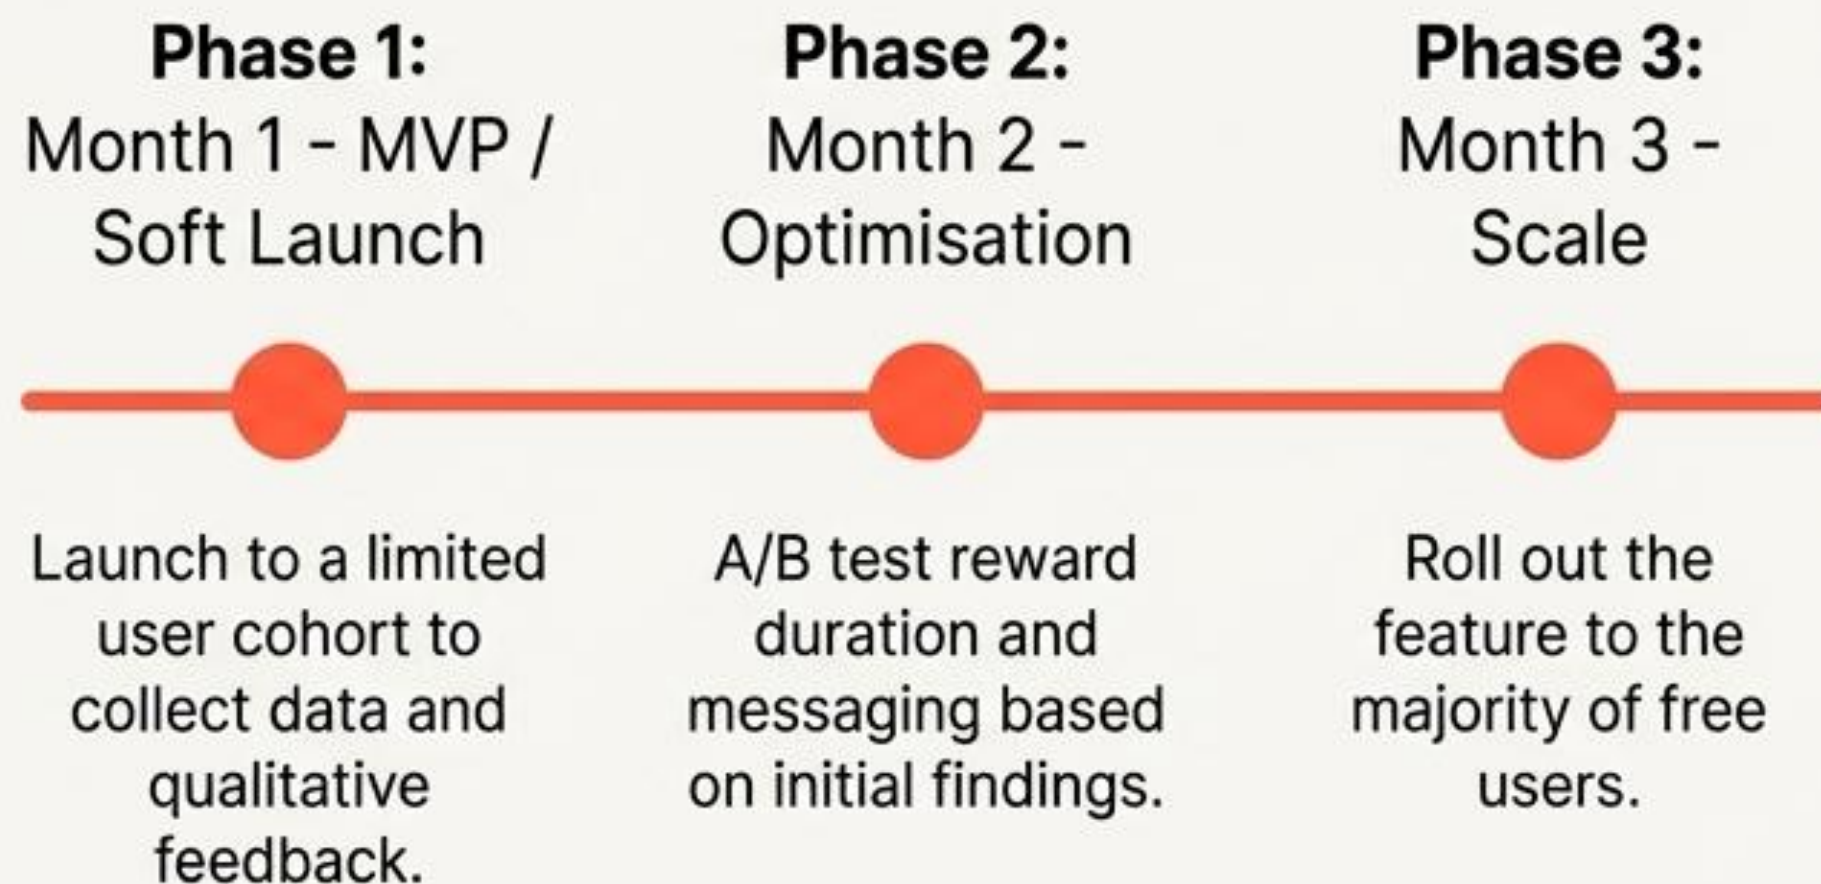 Phase 1:
Month 1 - MVP /
Soft Launch
Phase 2:
Month 2 -
Optimisation
Phase 3:
Month 3 -
Scale
Launch to a limited
user cohort to
collect data and
qualitative
feedback.
A/B test reward
duration and
messaging based
on initial findings.
Roll out the
feature to the
majority of free
users.